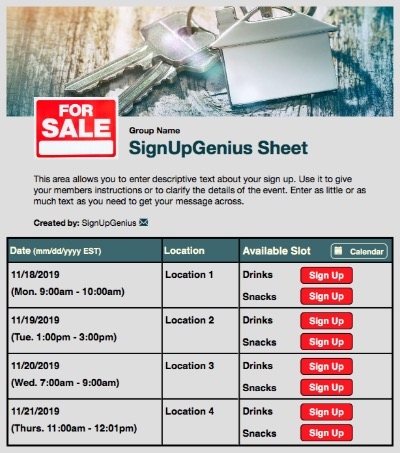 FOR
SALE
Group Name
SignUpGenius Sheet
This area allows you to enter descriptive text about your sign up. Use it to give
your members instructions or to clarify the details of the event. Enter as little or as
much text as you need to get your message across.
Created by: SignUpGenius
Date (mm/dd/yyyy EST) Location Available Slot Calendar
11/18/2019 Location 1 Drinks Sign Up
(Mon. 9:00am - 10:00am) Snacks Sign Up
11/19/2019 Location 2 Drinks Sign Up
(Tue. 1:00pm - 3:00pm) Snacks Sign Up
11/20/2019 Location 3 Drinks Sign Up
(Wed. 7:00am - 9:00am) Snacks Sign Up
11/21/2019 Location 4 Drinks Sign Up
(Thurs. 11:00am - 12:01pm) Snacks Sign Up